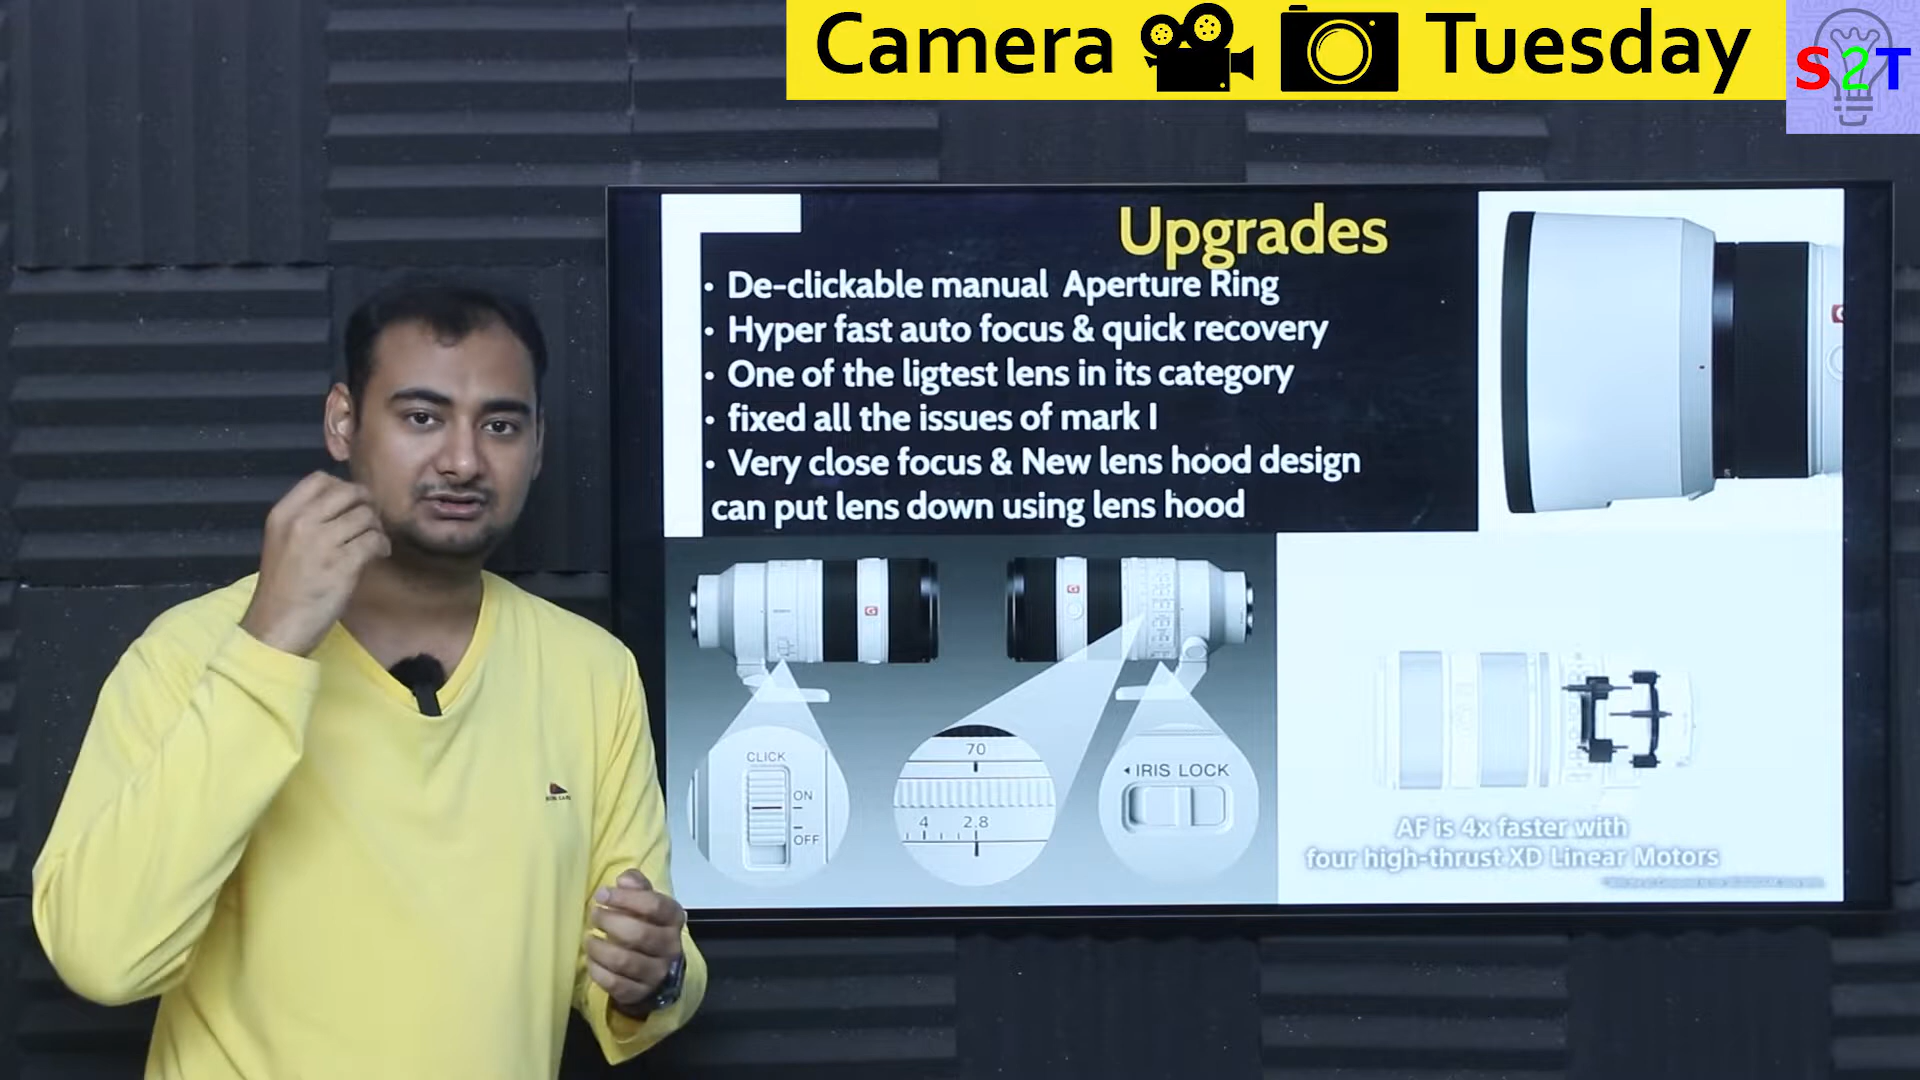 Camera Tuesday
S2T
Upgrades
• De-clickable manual Aperture Ring
• Hyper fast auto focus & quick recovery
• One of the ligtest lens in its category
• fixed all the issues of mark I
• Very close focus & New lens hood design
can put lens down using lens hood
G
G
G
CLICK
ON
OFF
70
4 2.8
IRIS LOCK
AF is 4x faster with
four high-thrust XD Linear Motors